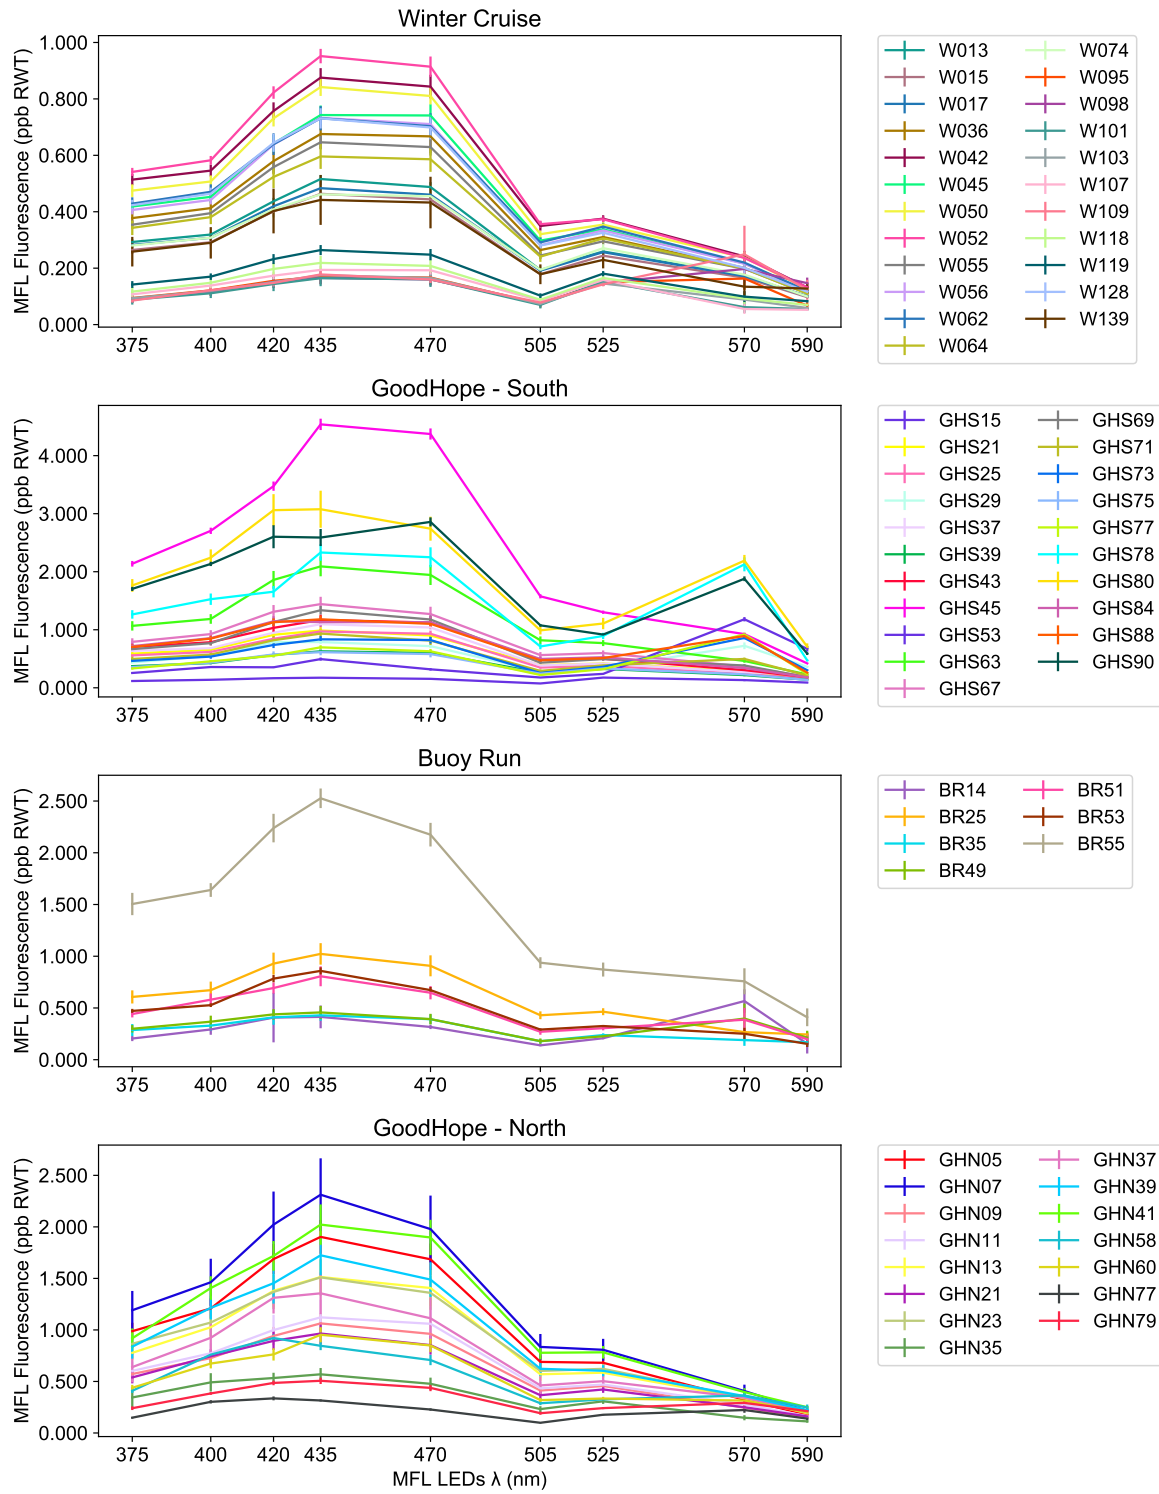 Winter Cruise
MFL Fluorescence (ppb RWT)
1.000
0.800
0.600
0.400
0.200
0.000
375 400 420 435 470 505 525 570 590
W013 W074
W015 W095
W017 W098
W036 W101
W042 W103
W045 W107
W050 W109
W052 W118
W055 W119
W056 W128
W062 W139
W064
GoodHope - South
MFL Fluorescence (ppb RWT)
4.000
3.000
2.000
1.000
0.000
375 400 420 435 470 505 525 570 590
GHS15 GHS69
GHS21 GHS71
GHS25 GHS73
GHS29 GHS75
GHS37 GHS77
GHS39 GHS78
GHS43 GHS80
GHS45 GHS84
GHS53 GHS88
GHS63 GHS90
GHS67
Buoy Run
MFL Fluorescence (ppb RWT)
2.500
2.000
1.500
1.000
0.500
0.000
375 400 420 435 470 505 525 570 590
BR14 BR51
BR25 BR53
BR35 BR55
BR49
GoodHope - North
MFL Fluorescence (ppb RWT)
2.500
2.000
1.500
1.000
0.500
0.000
375 400 420 435 470 505 525 570 590
MFL LEDs λ (nm)
GHN05 GHN37
GHN07 GHN39
GHN09 GHN41
GHN11 GHN58
GHN13 GHN60
GHN21 GHN77
GHN23 GHN79
GHN35